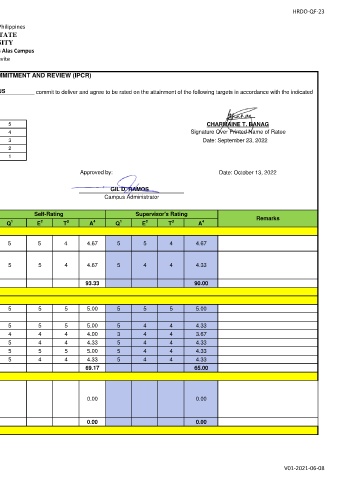 HRDO-QF-23
Philippines
TATE
SITY
Alas Campus
vite
MMITMENT AND REVIEW (IPCR)
US commit to deliver and agree to be rated on the attainment of the following targets in accordance with the indicated
CHARMAINE T. BANAG
Signature Over Printed Name of Ratee
Date: September 23, 2022
5
4
3
2
1
Approved by: Date: October 13, 2022
GIL D. RAMOS
Campus Administrator
Self-Rating Supervisor's Rating Remarks
Q1 E2 T3 A4 Q1 E2 T3 A4
5 5 4 4.67 5 5 4 4.67
5 5 4 4.67 5 4 4 4.33
93.33 90.00
5 5 5 5.00 5 5 5 5.00
5 5 5 5.00 5 4 4 4.33
4 4 4 4.00 3 4 4 3.67
5 4 4 4.33 5 4 4 4.33
5 5 5 5.00 5 4 4 4.33
5 4 4 4.33 5 4 4 4.33
69.17 65.00
0.00 0.00
0.00 0.00
V01-2021-06-08